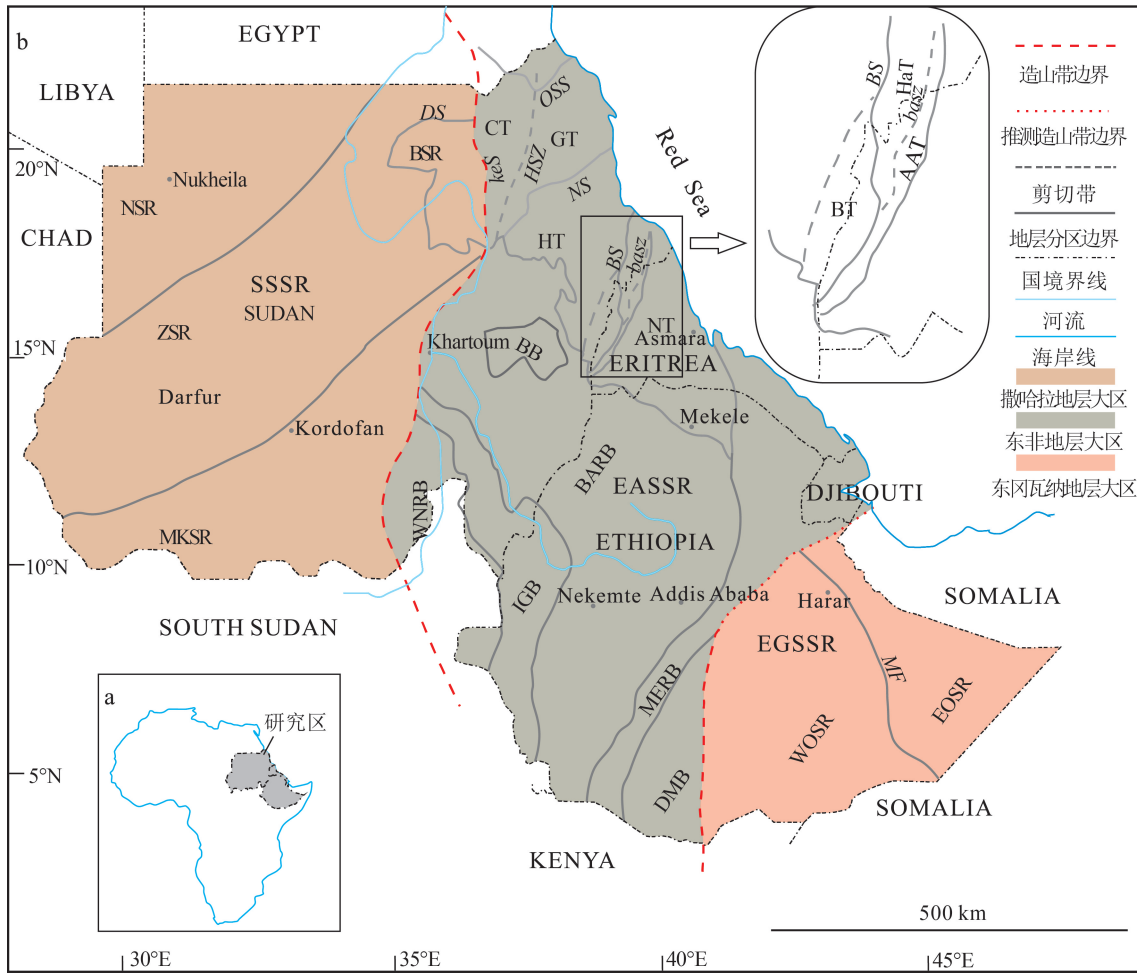 b
EGYPT
LIBYA
CHAD
20°N
15°N
10°N
5°N
Nukheila
NSR
DS
BSR
SSSR
SUDAN
ZSR
Darfur
Kordofan
MKSR
SOUTH SUDAN
CT
keS
HSZ
OSS
GT
NS
HT
Red Sea
BS
basz
NT
Asmara
ERITREA
Khartoum
BB
Mekele
WNRB
BARB
EASSR
ETHIOPIA
DJIBOUTI
IGB
Nekemte
Addis Ababa
MERB
DMB
Harar
EGSSR
MF
WOSR
EOSR
SOMALIA
SOMALIA
KENYA
BS
HaT
basz
AAT
BT
造山带边界
推测造山带边界
剪切带
地层分区边界
国境界线
河流
海岸线
撒哈拉地层大区
东非地层大区
东冈瓦纳地层大区
a
研究区
500 km
30°E
35°E
40°E
45°E